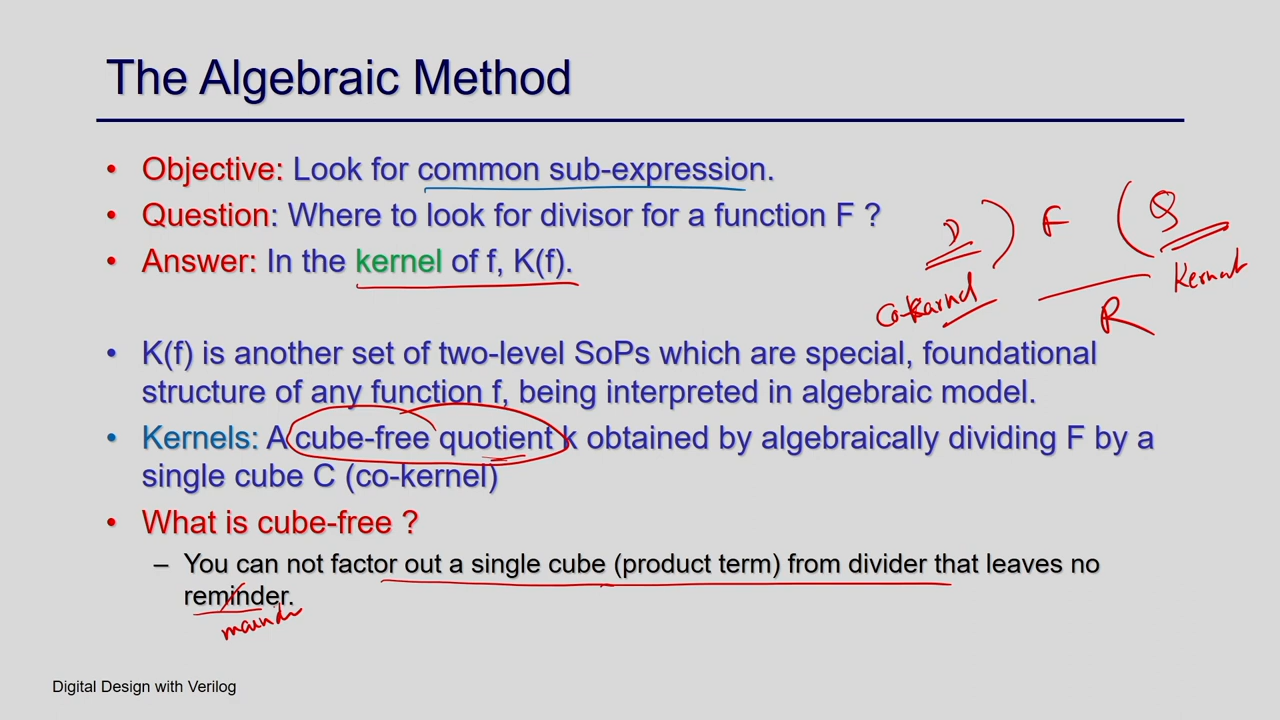 The Algebraic Method
• Objective: Look for common sub-expression.
• Question: Where to look for divisor for a function F ?
• Answer: In the kernel of f, K(f).
D ) F ( Q
Co-Karnel
Kernal
R
• K(f) is another set of two-level SoPs which are special, foundational
structure of any function f, being interpreted in algebraic model.
• Kernels: A cube-free quotient k obtained by algebraically dividing F by a
single cube C (co-kernel)
• What is cube-free ?
– You can not factor out a single cube (product term) from divider that leaves no
reminder.
Digital Design with Verilog